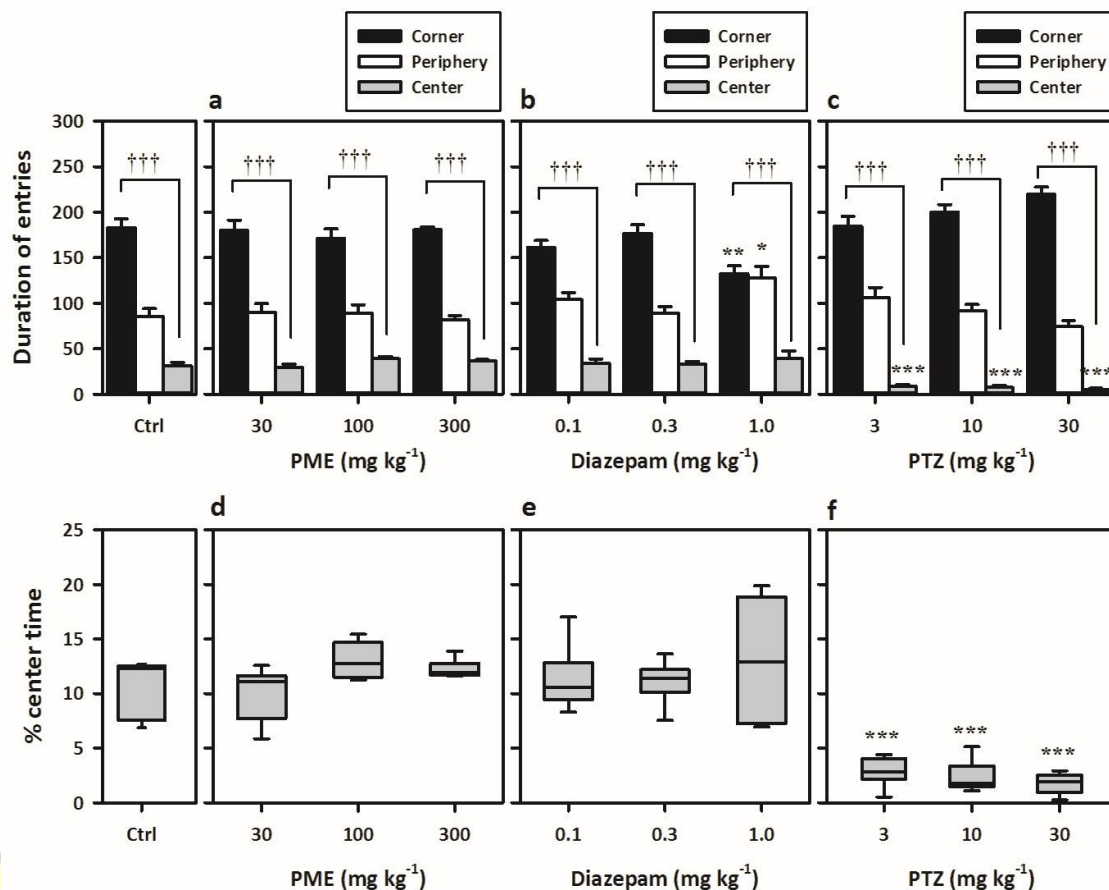 Corner
Periphery
Center
Corner
Periphery
Center
Corner
Periphery
Center
a
b
c
Duration of entries
300
250
200
150
100
50
0
†††
†††
†††
†††
†††
†††
†††
†††
†††
†††
**
*
***
***
***
Ctrl
30
100
300
0.1
0.3
1.0
3
10
30
PME (mg kg⁻¹)
Diazepam (mg kg⁻¹)
PTZ (mg kg⁻¹)
d
e
f
% center time
25
20
15
10
5
0
***
***
***
Ctrl
30
100
300
0.1
0.3
1.0
3
10
30
PME (mg kg⁻¹)
Diazepam (mg kg⁻¹)
PTZ (mg kg⁻¹)